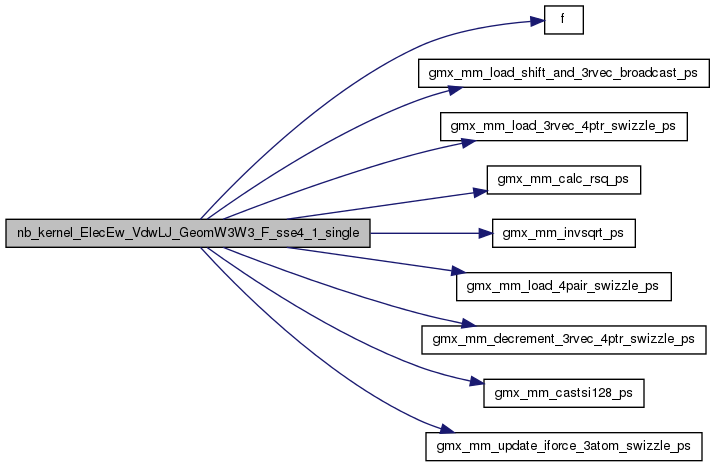 f
gmx_mm_load_shift_and_3rvec_broadcast_ps
gmx_mm_load_3rvec_4ptr_swizzle_ps
gmx_mm_calc_rsq_ps
nb_kernel_ElecEw_VdwLJ_GeomW3W3_F_sse4_1_single
gmx_mm_invsqrt_ps
gmx_mm_load_4pair_swizzle_ps
gmx_mm_decrement_3rvec_4ptr_swizzle_ps
gmx_mm_castsi128_ps
gmx_mm_update_iforce_3atom_swizzle_ps